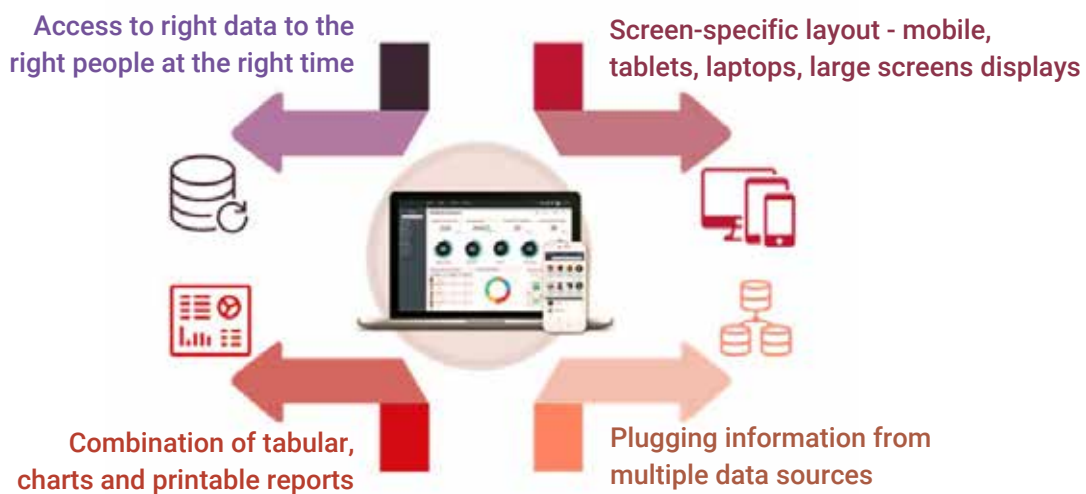 Access to right data to the
right people at the right time
Screen-specific layout - mobile,
tablets, laptops, large screens displays
Combination of tabular,
charts and printable reports
Plugging information from
multiple data sources